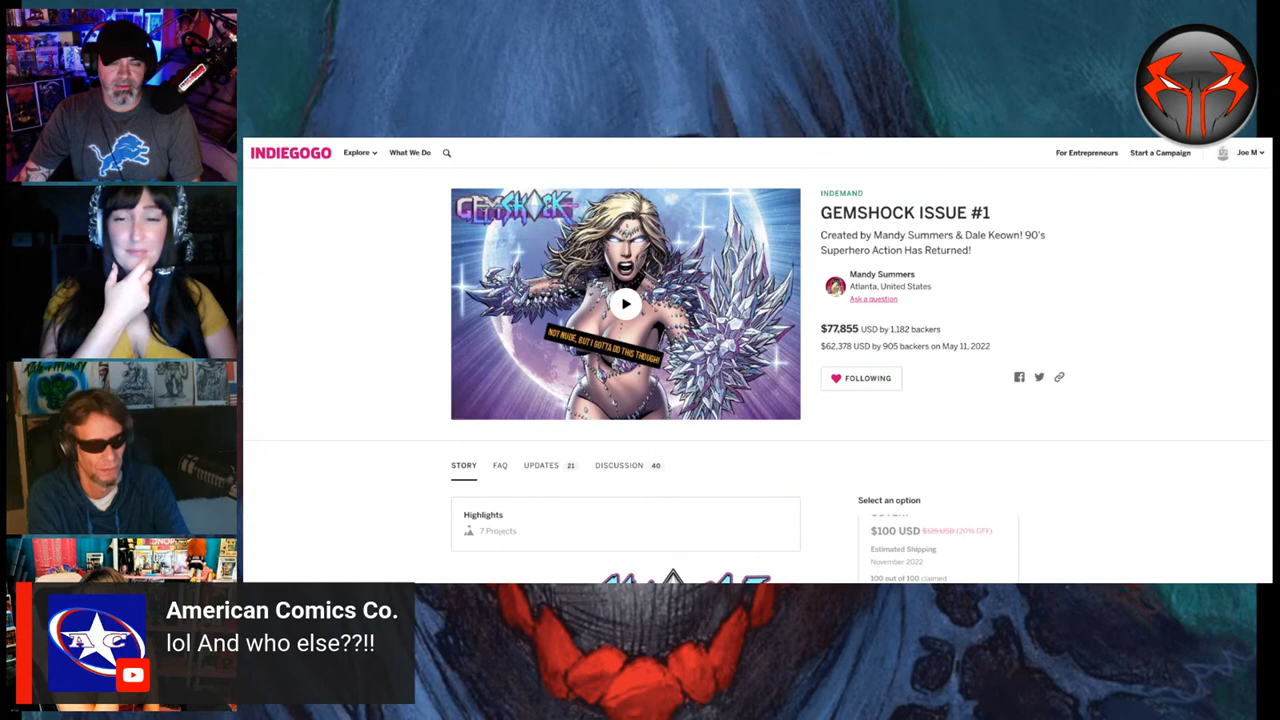 INDIEGOGO
Explore
What We Do
For Entrepreneurs
Start a Campaign
Joe M
GEMSHOCK
NOT NUDE, BUT I GOTTA DO THIS THOUGH!
INDEMAND
GEMSHOCK ISSUE #1
Created by Mandy Summers & Dale Keown! 90's
Superhero Action Has Returned!
Mandy Summers
Atlanta, United States
Ask a question
$77,855 USD by 1,182 backers
$62,378 USD by 905 backers on May 11, 2022
FOLLOWING
STORY
FAQ
UPDATES 21
DISCUSSION 40
Highlights
7 Projects
Select an option
$100 USD $125 USD (20% OFF)
Estimated Shipping
November 2022
100 out of 100 claimed
AC
American Comics Co.
lol And who else??!!